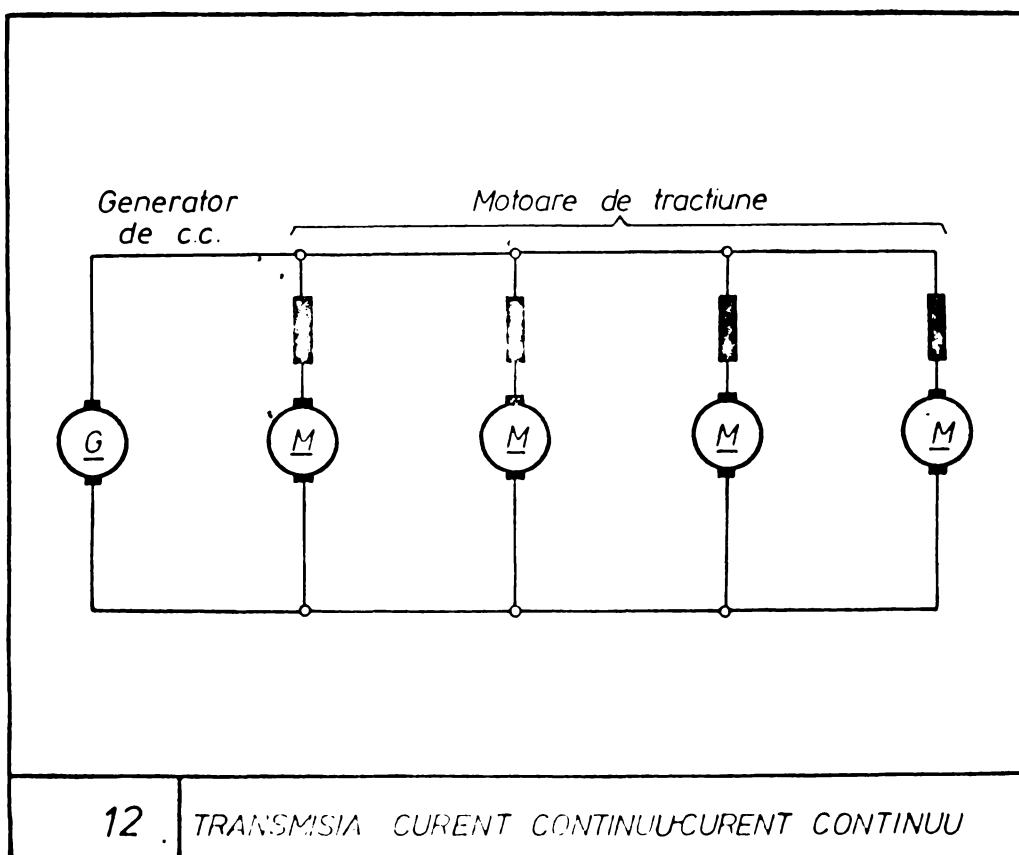 Generator
de c.c.
Motoare de tractiune
G M M M M
12. TRANSMISIA CURENT CONTINUU-CURENT CONTINUU